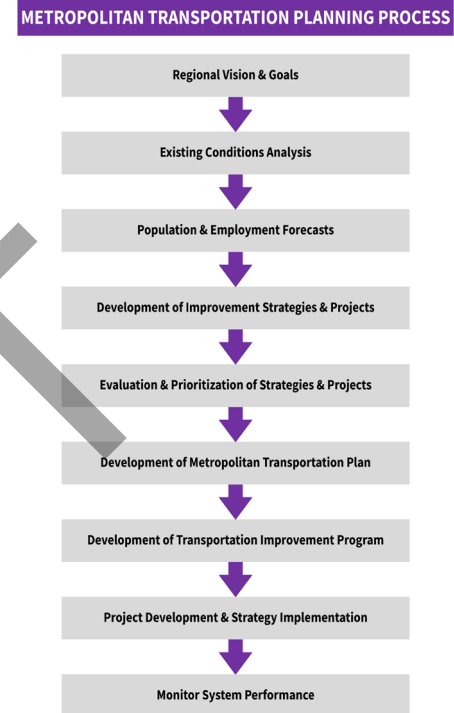 METROPOLITAN TRANSPORTATION PLANNING PROCESS
Regional Vision & Goals
Existing Conditions Analysis
Population & Employment Forecasts
Development of Improvement Strategies & Projects
Evaluation & Prioritization of Strategies & Projects
Development of Metropolitan Transportation Plan
Development of Transportation Improvement Program
Project Development & Strategy Implementation
Monitor System Performance